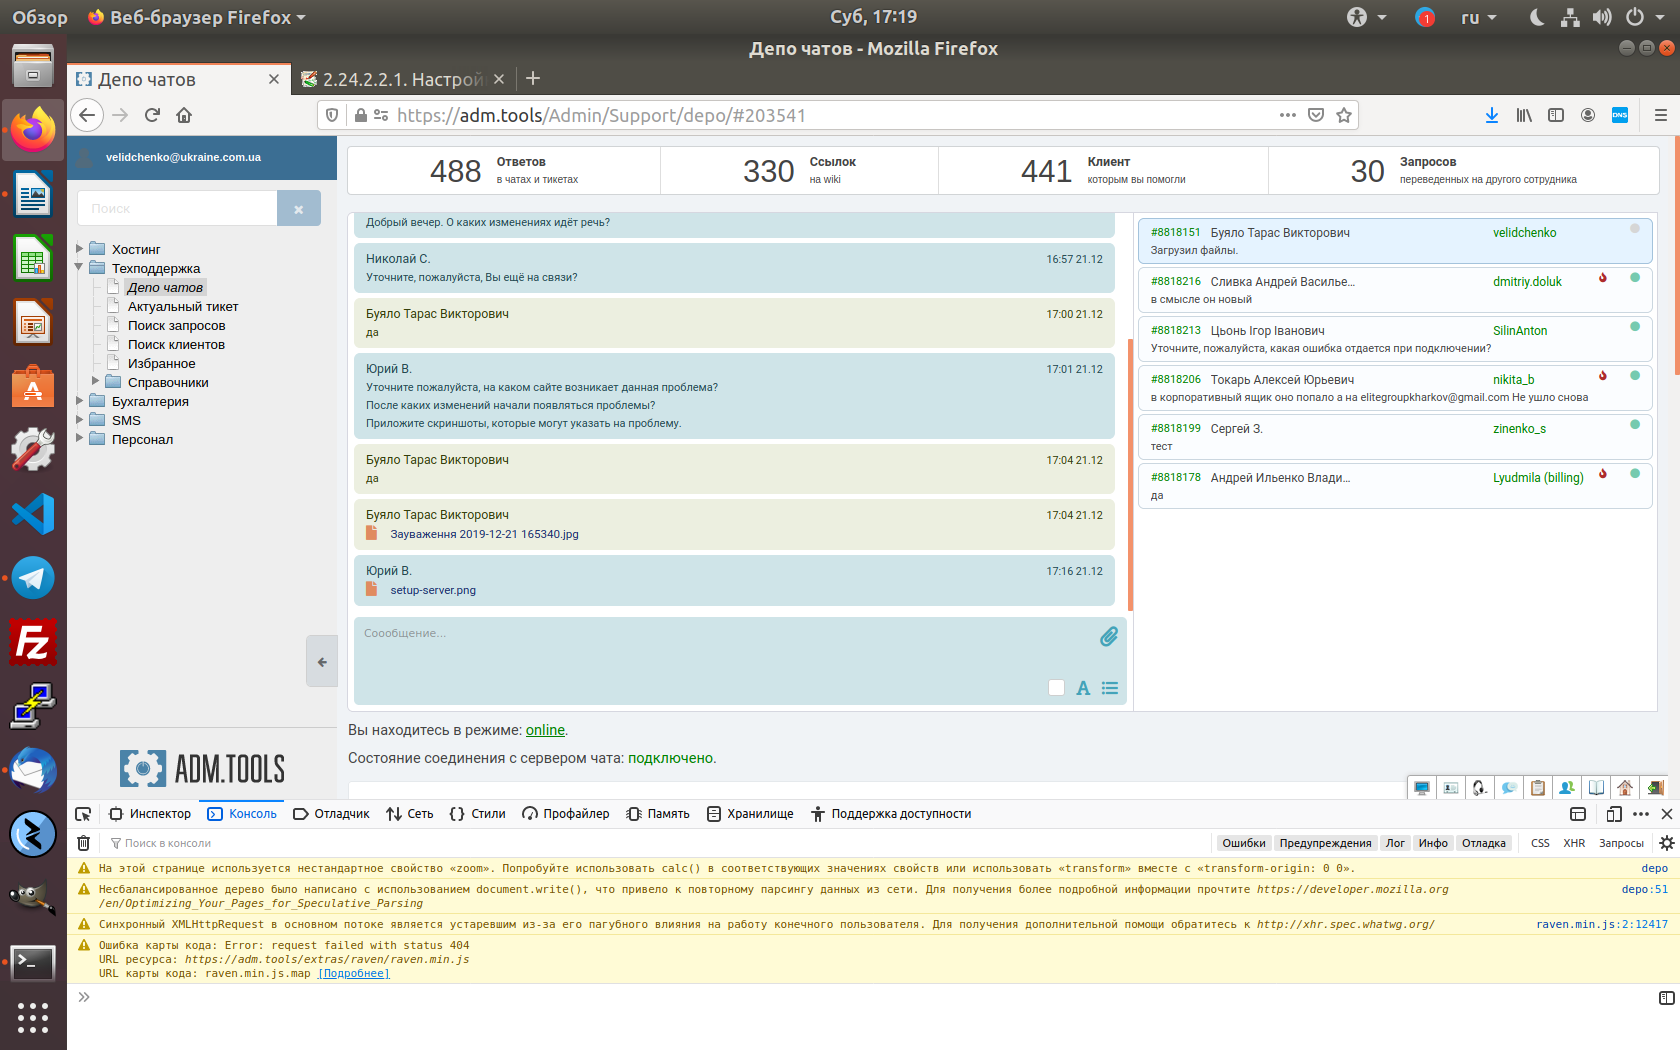 Обзор
Веб-браузер Firefox
Суб, 17:19
1
ru
Депо чатов - Mozilla Firefox
Депо чатов
2.24.2.2.1. Настрой
https://adm.tools/Admin/Support/depo/#203541
DNS
velidchenko@ukraine.com.ua
Поиск
Хостинг
Техподдержка
Депо чатов
Актуальный тикет
Поиск запросов
Поиск клиентов
Избранное
Справочники
Бухгалтерия
SMS
Персонал
ADM.TOOLS
488 Ответов
в чатах и тикетах
330 Ссылок
на wiki
441 Клиент
которым вы помогли
30 Запросов
переведенных на другого сотрудника
Добрый вечер. О каких изменениях идёт речь?
Николай С. 16:57 21.12
Уточните, пожалуйста, Вы ещё на связи?
Буяло Тарас Викторович 17:00 21.12
да
Юрий В. 17:01 21.12
Уточните пожалуйста, на каком сайте возникает данная проблема?
После каких изменений начали появляться проблемы?
Приложите скриншоты, которые могут указать на проблему.
Буяло Тарас Викторович 17:04 21.12
да
Буяло Тарас Викторович 17:04 21.12
Зауваження 2019-12-21 165340.jpg
Юрий В. 17:16 21.12
setup-server.png
Соообщение...
A
#8818151 Буяло Тарас Викторович velidchenko
Загрузил файлы.
#8818216 Сливка Андрей Василье... dmitriy.doluk
в смысле он новый
#8818213 Цьонь Ігор Іванович SilinAnton
Уточните, пожалуйста, какая ошибка отдается при подключении?
#8818206 Токарь Алексей Юрьевич nikita_b
в корпоративный ящик оно попало а на elitegroupkharkov@gmail.com Не ушло снова
#8818199 Сергей З. zinenko_s
тест
#8818178 Андрей Ильенко Влади... Lyudmila (billing)
да
Вы находитесь в режиме: online.
Состояние соединения с сервером чата: подключено.
Инспектор Консоль Отладчик Сеть Стили Профайлер Память Хранилище Поддержка доступности
Поиск в консоли
Ошибки Предупреждения Лог Инфо Отладка CSS XHR Запросы
На этой странице используется нестандартное свойство «zoom». Попробуйте использовать calc() в соответствующих значениях свойств или использовать «transform» вместе с «transform-origin: 0 0». depo
Несбалансированное дерево было написано с использованием document.write(), что привело к повторному парсингу данных из сети. Для получения более подробной информации прочтите https://developer.mozilla.org depo:51
/en/Optimizing_Your_Pages_for_Speculative_Parsing
Синхронный XMLHttpRequest в основном потоке является устаревшим из-за его пагубного влияния на работу конечного пользователя. Для получения дополнительной помощи обратитесь к http://xhr.spec.whatwg.org/ raven.min.js:2:12417
Ошибка карты кода: Error: request failed with status 404
URL ресурса: https://adm.tools/extras/raven/raven.min.js
URL карты кода: raven.min.js.map [Подробнее]